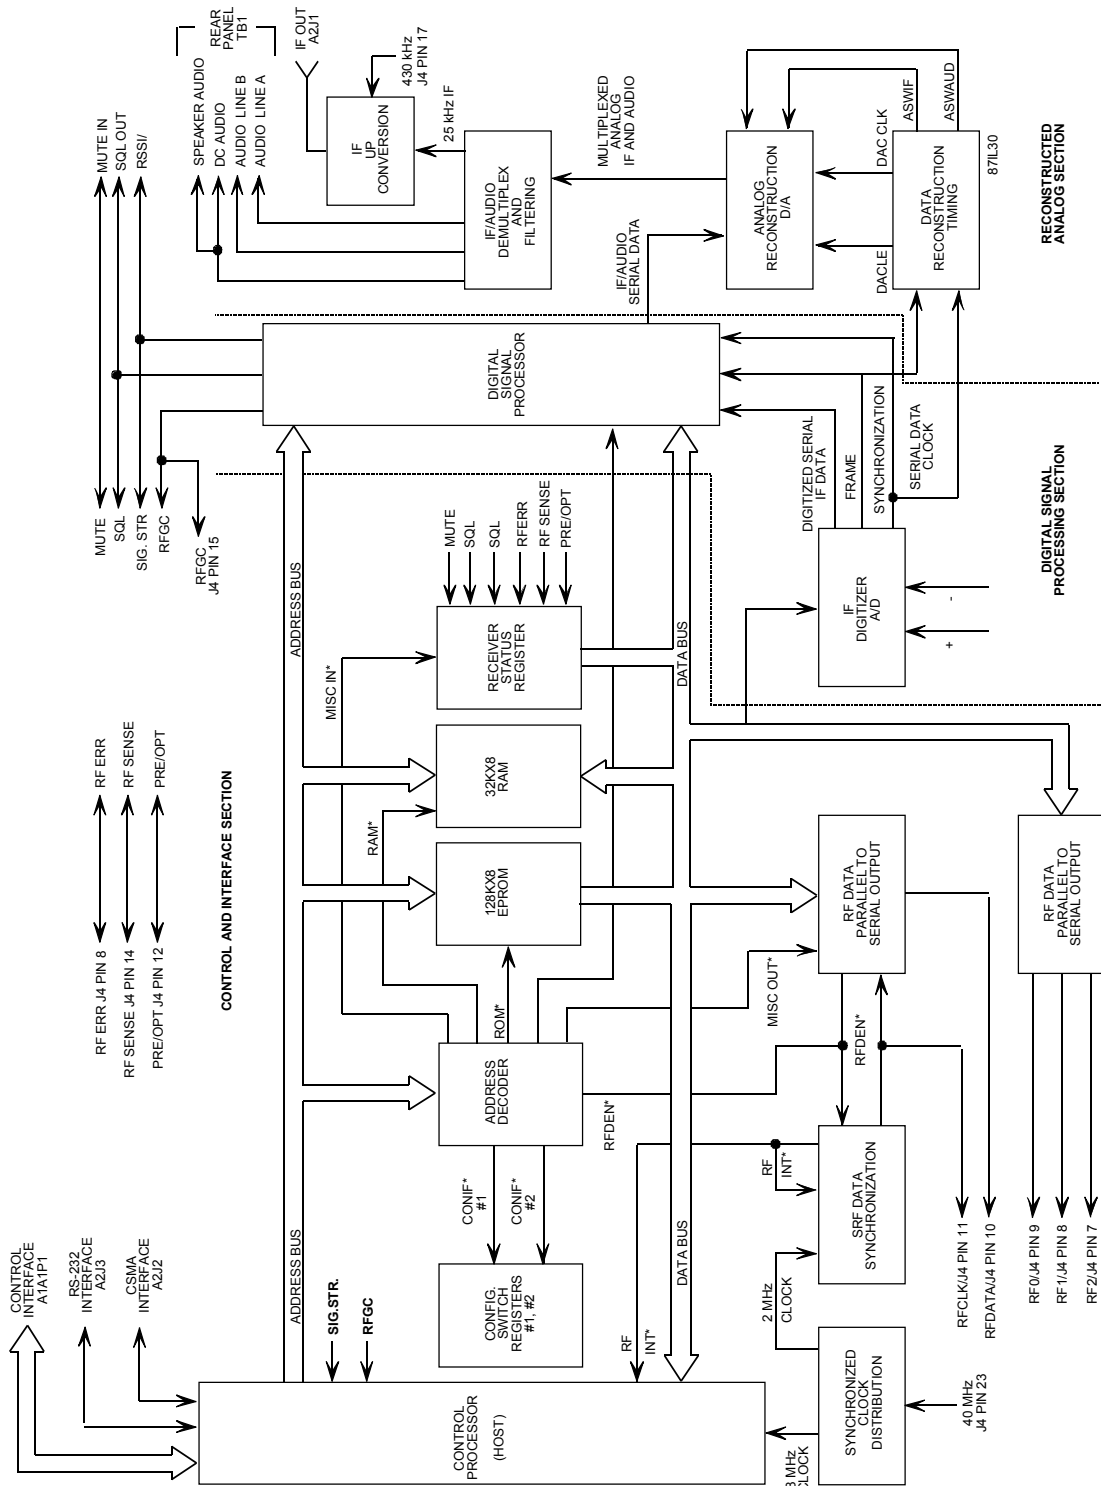 CONTROL
INTERFACE
A1A1P1
RS-232
INTERFACE
A2J3
CSMA
INTERFACE
A2J2
RF ERR J4 PIN 8
RF ERR
RF SENSE J4 PIN 14
RF SENSE
PRE/OPT J4 PIN 12
PRE/OPT
CONTROL AND INTERFACE SECTION
MUTE
MUTE IN
SQL
SQL OUT
SIG. STR
RSSI/
RFGC
RFGC
J4 PIN 15
SPEAKER AUDIO
DC AUDIO
AUDIO LINE B
AUDIO LINE A
REAR
PANEL
TB1
IF OUT
A2J1
IF
UP
CONVERSION
430 kHz
J4 PIN 17
25 kHz IF
IF/AUDIO
DEMULTIPLEX
AND
FILTERING
MULTIPLEXED
ANALOG
IF AND AUDIO
IF/AUDIO
SERIAL DATA
ANALOG
RECONSTRUCTION
D/A
DACLE
DAC CLK
ASWIF
ASWAUD
DATA
RECONSTRUCTION
TIMING
87IL30
RECONSTRUCTED
ANALOG SECTION
ADDRESS BUS
ADDRESS BUS
DIGITAL
SIGNAL
PROCESSOR
SIG.STR.
RFGC
RF
INT*
CONTROL
PROCESSOR
(HOST)
CONFIG.
SWITCH
REGISTERS
#1, #2
CONIF*
#1
CONIF*
#2
ADDRESS
DECODER
MISC IN*
RAM*
ROM*
128KX8
EPROM
32KX8
RAM
RECEIVER
STATUS
REGISTER
MUTE
SQL
SQL
RFERR
RF SENSE
PRE/OPT
RFDEN*
MISC OUT*
DATA BUS
DATA BUS
DIGITIZED SERIAL
IF DATA
FRAME
SYNCHRONIZATION
SERIAL DATA
CLOCK
IF
DIGITIZER
A/D
+
-
DIGITAL SIGNAL
PROCESSING SECTION
MHz
CLOCK
SYNCHRONIZED
CLOCK
DISTRIBUTION
40 MHz
J4 PIN 23
2 MHz
CLOCK
RF
INT*
SRF DATA
SYNCHRONIZATION
RFDEN*
RF DATA
PARALLEL TO
SERIAL OUTPUT
RFCLK/J4 PIN 11
RFDATA/J4 PIN 10
RF DATA
PARALLEL TO
SERIAL OUTPUT
RF0/J4 PIN 9
RF1/J4 PIN 8
RF2/J4 PIN 7